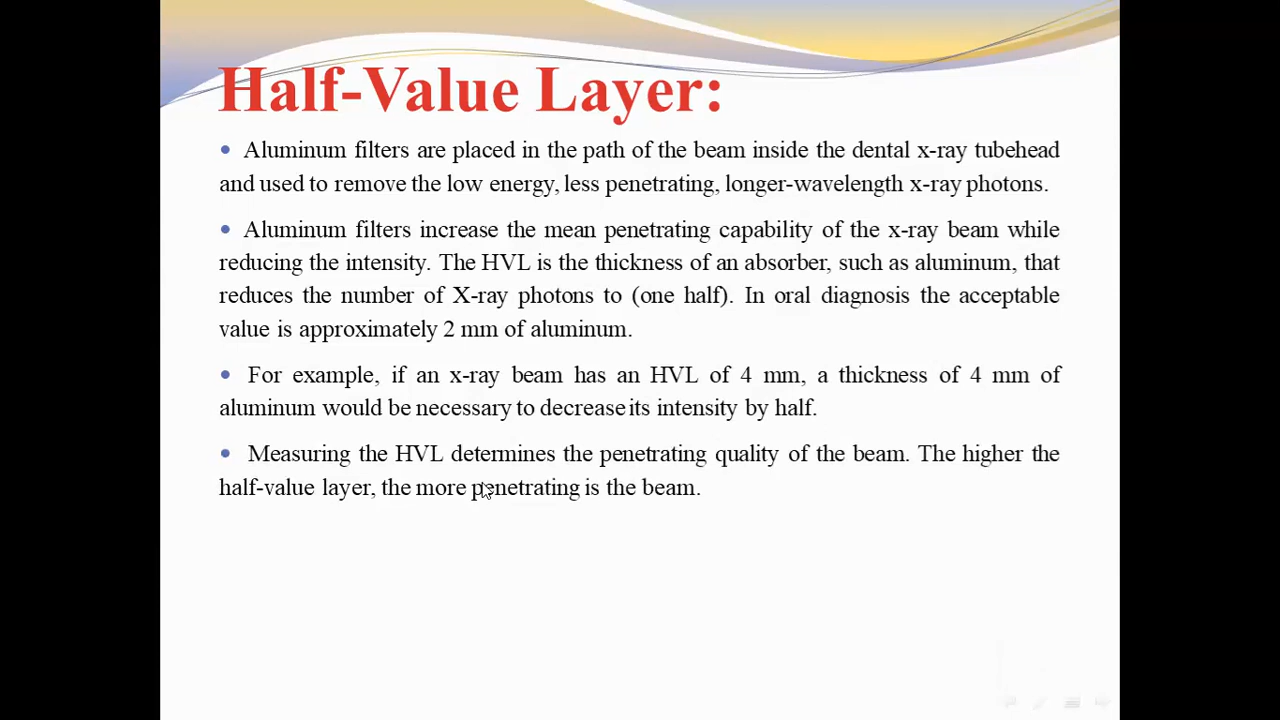 Half-Value Layer:
• Aluminum filters are placed in the path of the beam inside the dental x-ray tubehead
and used to remove the low energy, less penetrating, longer-wavelength x-ray photons.
• Aluminum filters increase the mean penetrating capability of the x-ray beam while
reducing the intensity. The HVL is the thickness of an absorber, such as aluminum, that
reduces the number of X-ray photons to (one half). In oral diagnosis the acceptable
value is approximately 2 mm of aluminum.
• For example, if an x-ray beam has an HVL of 4 mm, a thickness of 4 mm of
aluminum would be necessary to decrease its intensity by half.
• Measuring the HVL determines the penetrating quality of the beam. The higher the
half-value layer, the more penetrating is the beam.